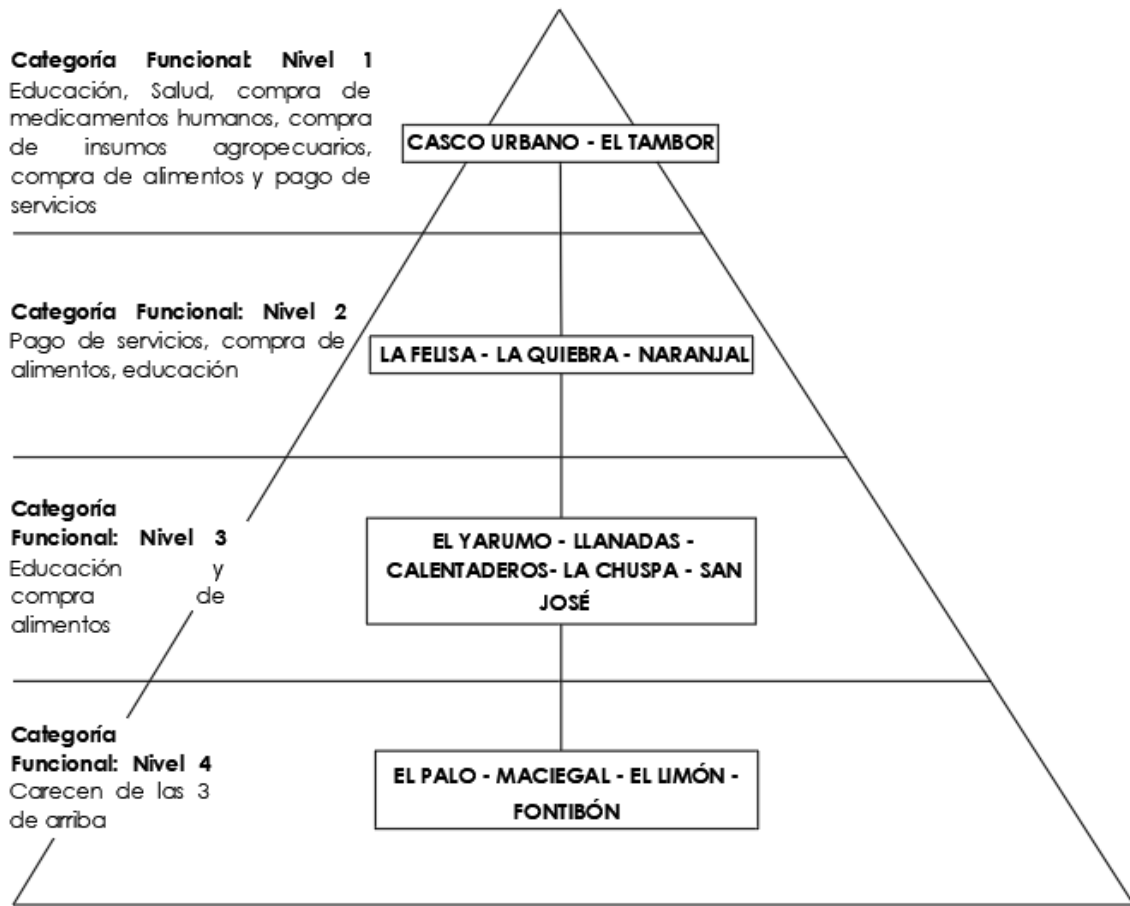 Categoría Funcional: Nivel 1
Educación, Salud, compra de
medicamentos humanos, compra
de insumos agropecuarios,
compra de alimentos y pago de
servicios
CASCO URBANO - EL TAMBOR
Categoría Funcional: Nivel 2
Pago de servicios, compra de
alimentos, educación
LA FELISA - LA QUIEBRA - NARANJAL
Categoría
Funcional: Nivel 3
Educación y
compra de
alimentos
EL YARUMO - LLANADAS -
CALENTADEROS- LA CHUSPA - SAN
JOSÉ
Categoría
Funcional: Nivel 4
Carecen de las 3
de arriba
EL PALO - MACIEGAL - EL LIMÓN -
FONTIBÓN